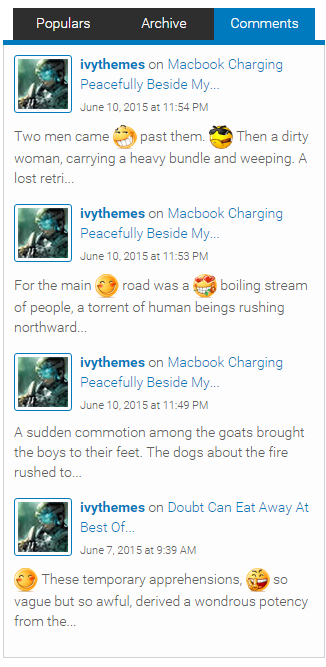 Populars Archive Comments
ivythemes on Macbook Charging
Peacefully Beside My...
June 10, 2015 at 11:54 PM
Two men came past them. Then a dirty
woman, carrying a heavy bundle and weeping. A
lost retri...
ivythemes on Macbook Charging
Peacefully Beside My...
June 10, 2015 at 11:53 PM
For the main road was a boiling stream
of people, a torrent of human beings rushing
northward...
ivythemes on Macbook Charging
Peacefully Beside My...
June 10, 2015 at 11:49 PM
A sudden commotion among the goats brought
the boys to their feet. The dogs about the fire
rushed to...
ivythemes on Doubt Can Eat Away At
Best Of...
June 7, 2015 at 9:39 AM
These temporary apprehensions, so
vague but so awful, derived a wondrous potency
from the...